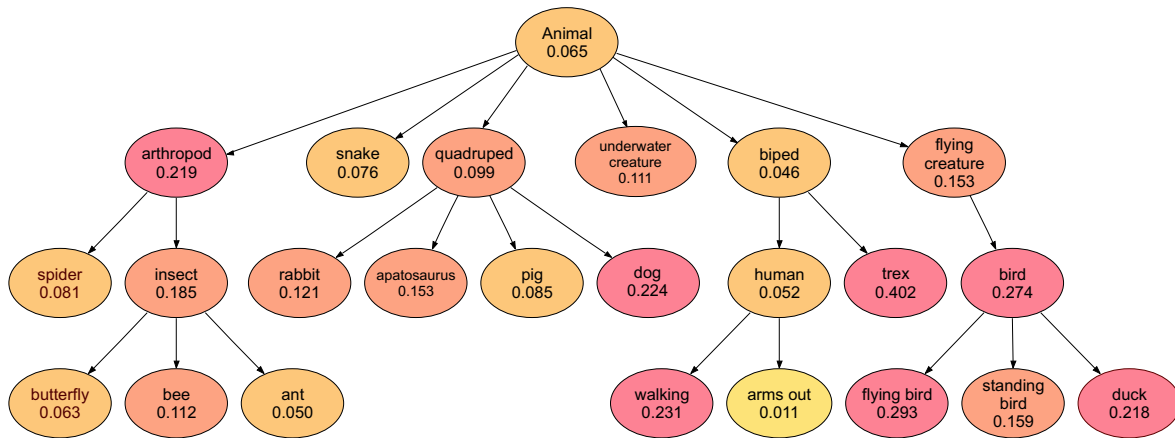 Animal
0.065
arthropod
0.219
snake
0.076
quadruped
0.099
underwater
creature
0.111
biped
0.046
flying
creature
0.153
spider
0.081
insect
0.185
rabbit
0.121
apatosaurus
0.153
pig
0.085
dog
0.224
human
0.052
trex
0.402
bird
0.274
butterfly
0.063
bee
0.112
ant
0.050
walking
0.231
arms out
0.011
flying bird
0.293
standing
bird
0.159
duck
0.218